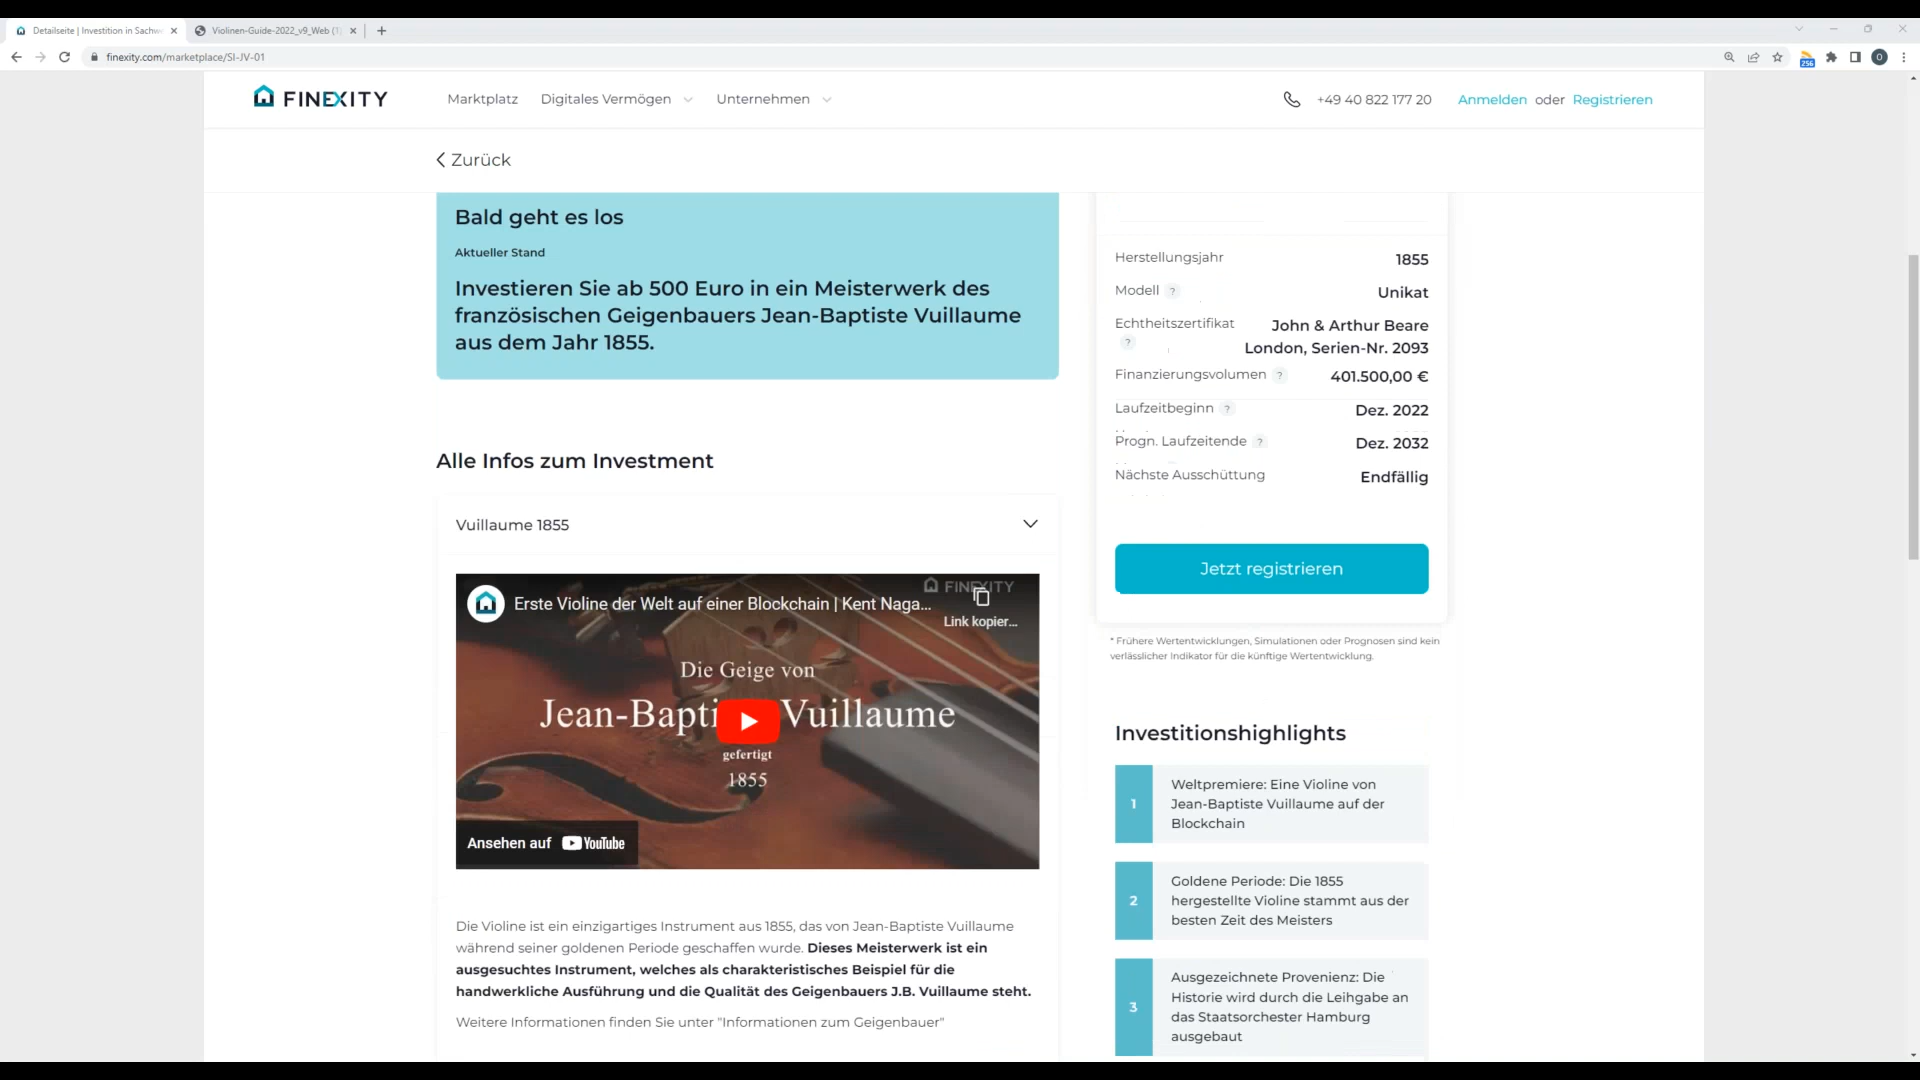 Detailseite | Investition in Sachwe
Violinen-Guide-2022_v9_Web (1)
finexity.com/marketplace/SI-JV-01
256
O
FINEXITY
Marktplatz
Digitales Vermögen
Unternehmen
+49 40 822 177 20
Anmelden oder Registrieren
Zurück
Bald geht es los
Aktueller Stand
Investieren Sie ab 500 Euro in ein Meisterwerk des
französischen Geigenbauers Jean-Baptiste Vuillaume
aus dem Jahr 1855.
Alle Infos zum Investment
Vuillaume 1855
FINEXITY
Erste Violine der Welt auf einer Blockchain | Kent Naga...
Link kopier...
Die Geige von
Jean-Bapti Vuillaume
gefertigt
1855
Ansehen auf YouTube
Die Violine ist ein einzigartiges Instrument aus 1855, das von Jean-Baptiste Vuillaume
während seiner goldenen Periode geschaffen wurde. Dieses Meisterwerk ist ein
ausgesuchtes Instrument, welches als charakteristisches Beispiel für die
handwerkliche Ausführung und die Qualität des Geigenbauers J.B. Vuillaume steht.
Weitere Informationen finden Sie unter "Informationen zum Geigenbauer"
Herstellungsjahr 1855
Modell ? Unikat
Echtheitszertifikat John & Arthur Beare
? London, Serien-Nr. 2093
Finanzierungsvolumen ? 401.500,00 €
Laufzeitbeginn ? Dez. 2022
Progn. Laufzeitende ? Dez. 2032
Nächste Ausschüttung Endfällig
Jetzt registrieren
* Frühere Wertentwicklungen, Simulationen oder Prognosen sind kein
verlässlicher Indikator für die künftige Wertentwicklung.
Investitionshighlights
1
Weltpremiere: Eine Violine von
Jean-Baptiste Vuillaume auf der
Blockchain
2
Goldene Periode: Die 1855
hergestellte Violine stammt aus der
besten Zeit des Meisters
3
Ausgezeichnete Provenienz: Die
Historie wird durch die Leihgabe an
das Staatsorchester Hamburg
ausgebaut